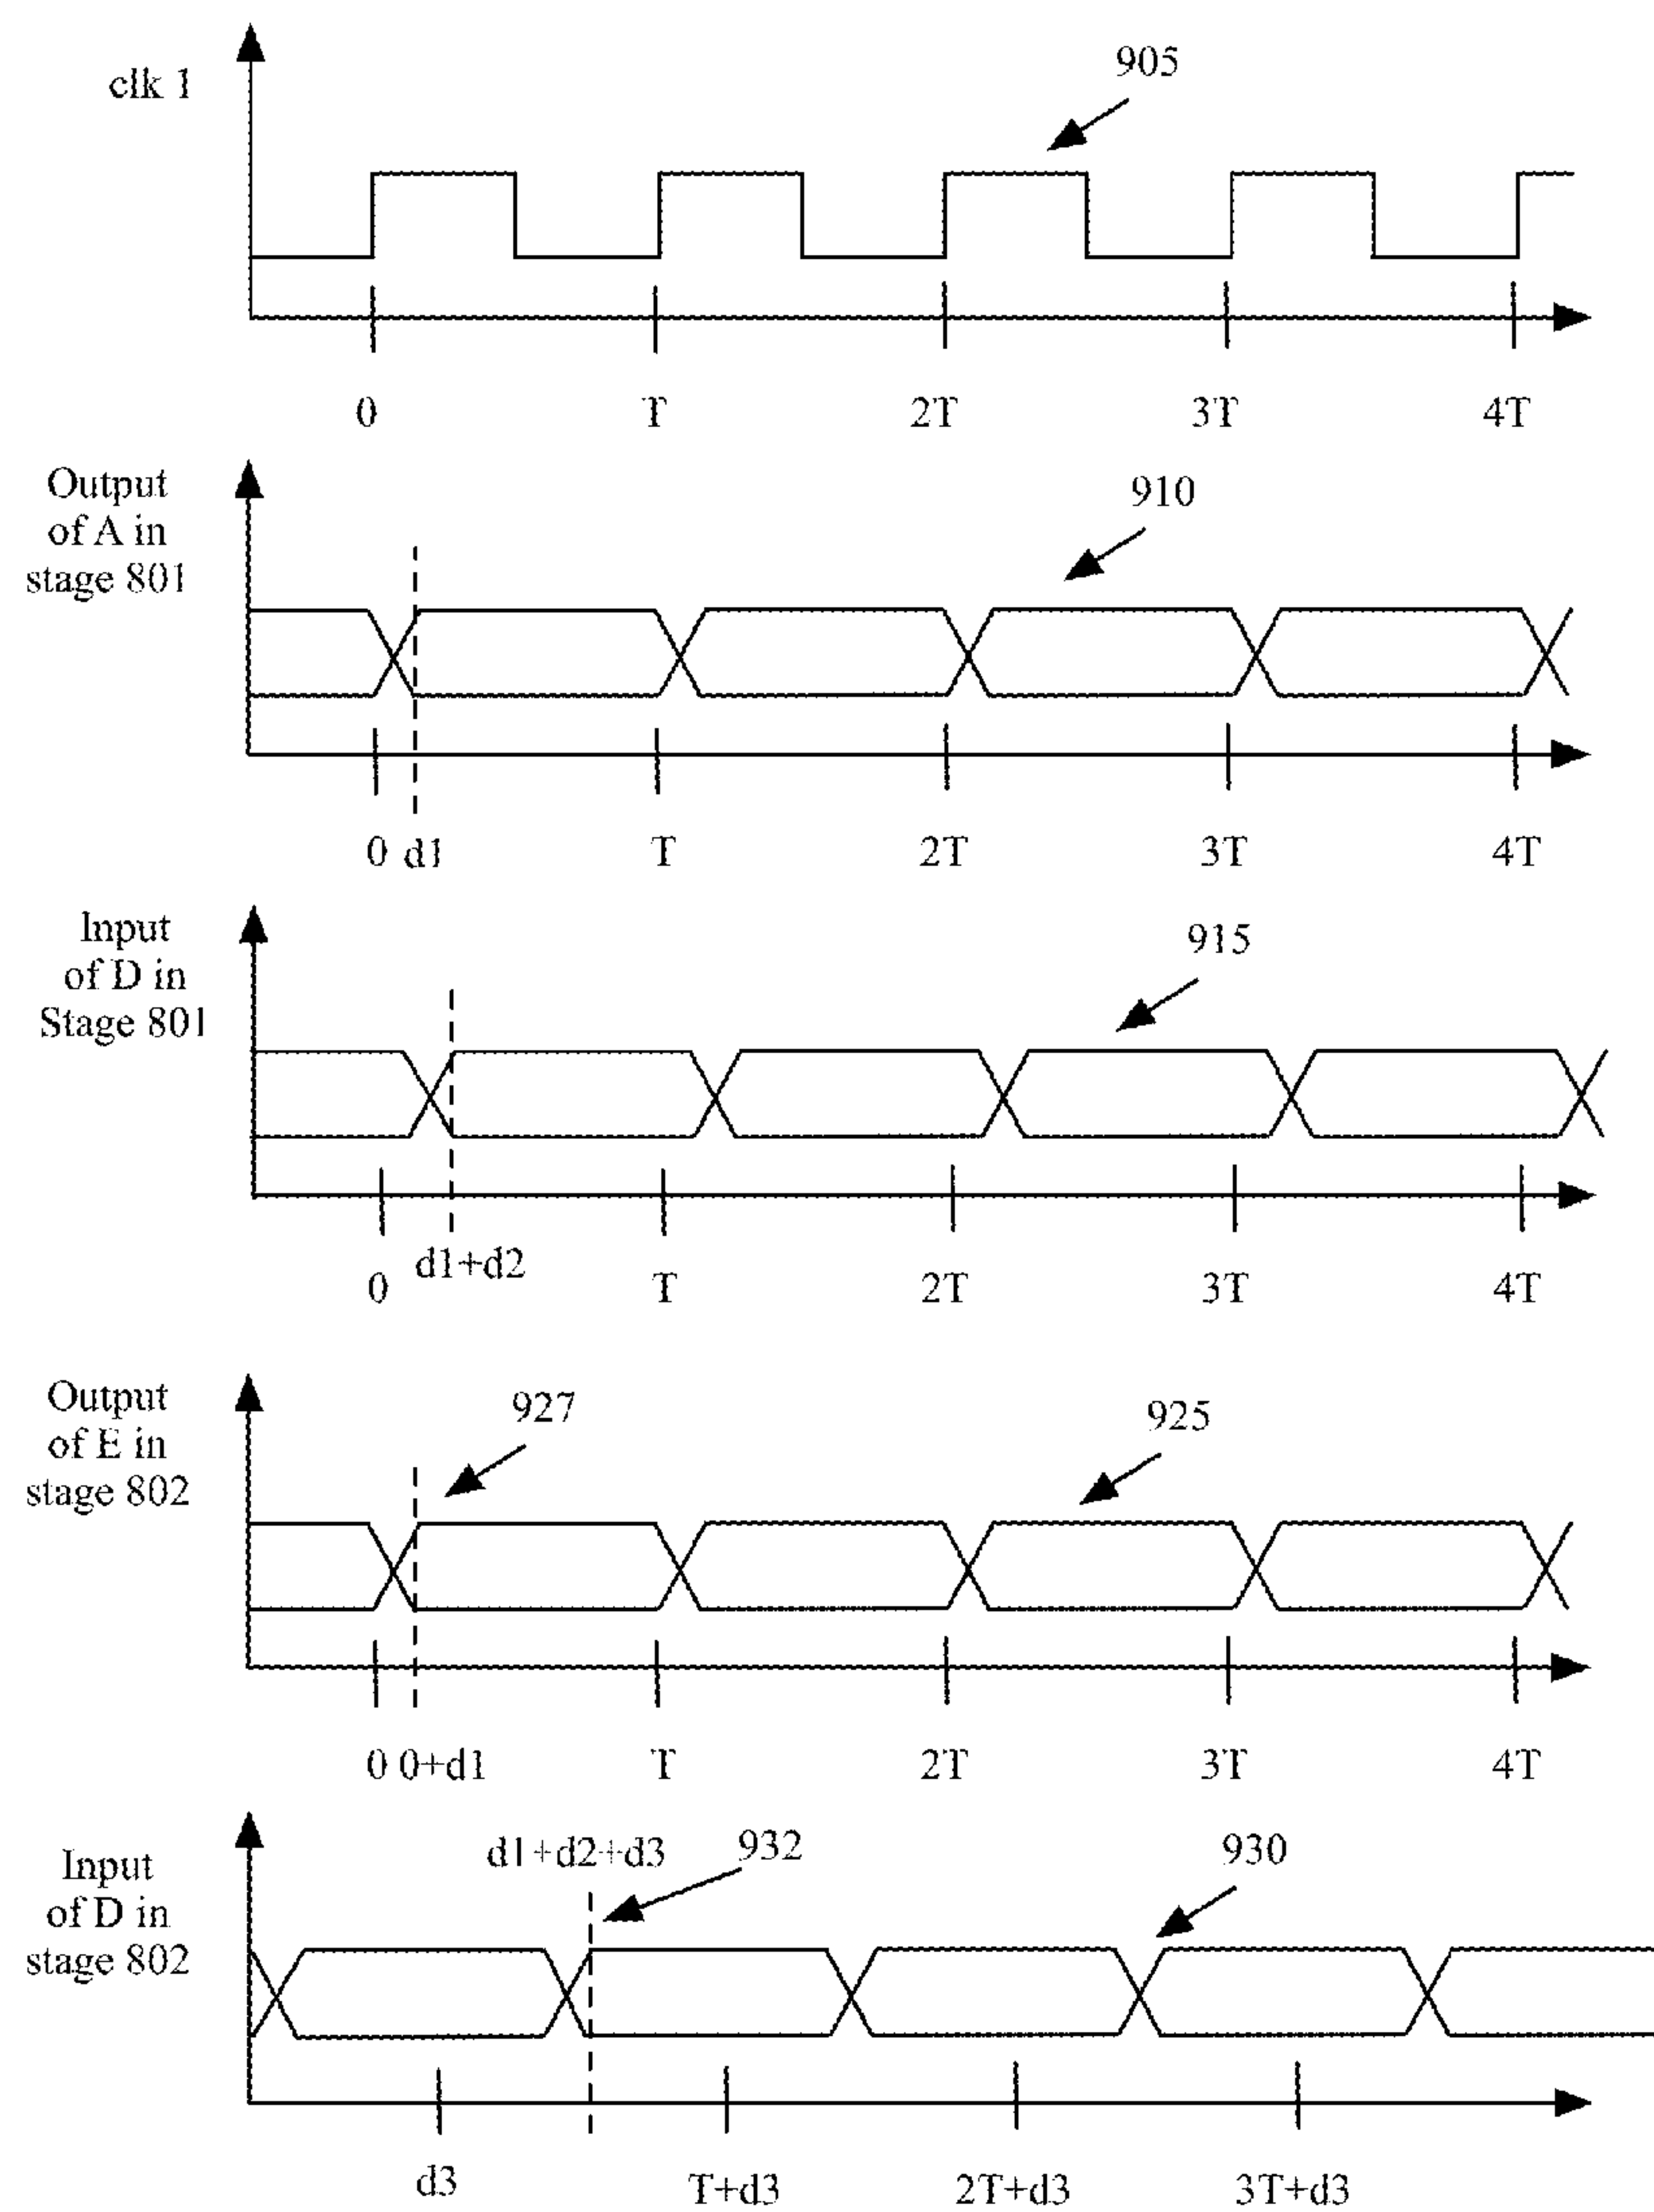 clk 1
905
0 T 2T 3T 4T
Output
of A in
stage 801
910
0 d1 T 2T 3T 4T
Input
of D in
Stage 801
915
d1+d2
0 T 2T 3T 4T
Output
of E in
stage 802
927
925
0 0+d1 T 2T 3T 4T
Input
of D in
stage 802
d1+d2+d3
932
930
d3 T+d3 2T+d3 3T+d3